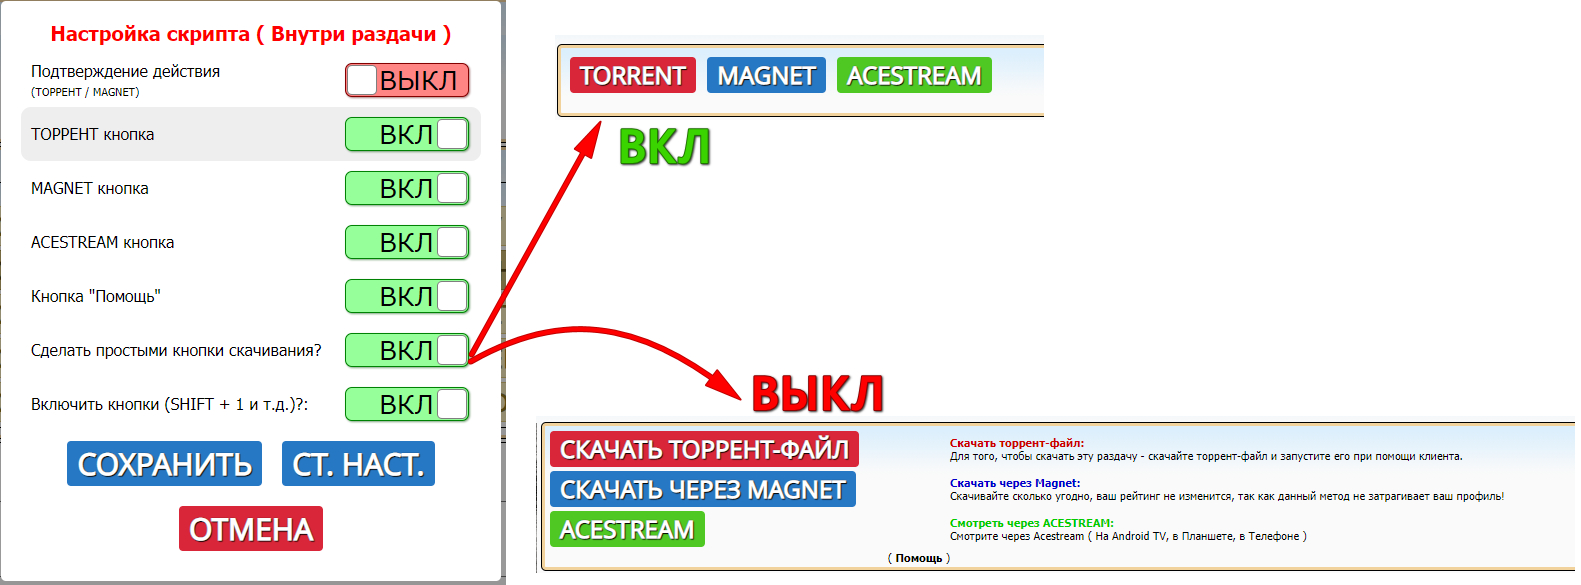 Настройка скрипта ( Внутри раздачи )
Подтверждение действия
(ТОРРЕНТ / MAGNET)
ВЫКЛ
ТОРРЕНТ кнопка
ВКЛ
MAGNET кнопка
ВКЛ
ACESTREAM кнопка
ВКЛ
Кнопка "Помощь"
ВКЛ
Сделать простыми кнопки скачивания?
ВКЛ
Включить кнопки (SHIFT + 1 и т.д.)?:
ВКЛ
СОХРАНИТЬ
СТ. НАСТ.
ОТМЕНА
TORRENT
MAGNET
ACESTREAM
ВКЛ
ВЫКЛ
СКАЧАТЬ ТОРРЕНТ-ФАЙЛ
СКАЧАТЬ ЧЕРЕЗ MAGNET
ACESTREAM
Скачать торрент-файл:
Для того, чтобы скачать эту раздачу - скачайте торрент-файл и запустите его при помощи клиента.
Скачать через Magnet:
Скачивайте сколько угодно, ваш рейтинг не изменится, так как данный метод не затрагивает ваш профиль!
Смотреть через ACESTREAM:
Смотрите через Acestream ( На Android TV, в Планшете, в Телефоне )
( Помощь )